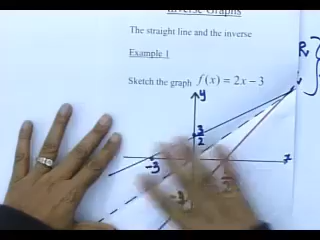 Inverse Graphs
The straight line and the inverse
Example 1
Sketch the graph f(x) = 2x − 3
y
3/2
x
-3